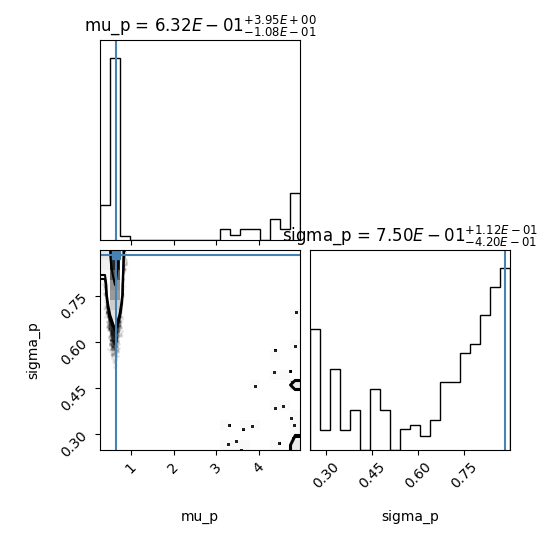 mu_p = 6.32E − 01+3.95E+00−1.08E−01
sigma_p = 7.50E − 01+1.12E−01−4.20E−01
sigma_p
0.75
0.60
0.45
0.30
1 2 3 4
0.30 0.45 0.60 0.75
mu_p
sigma_p